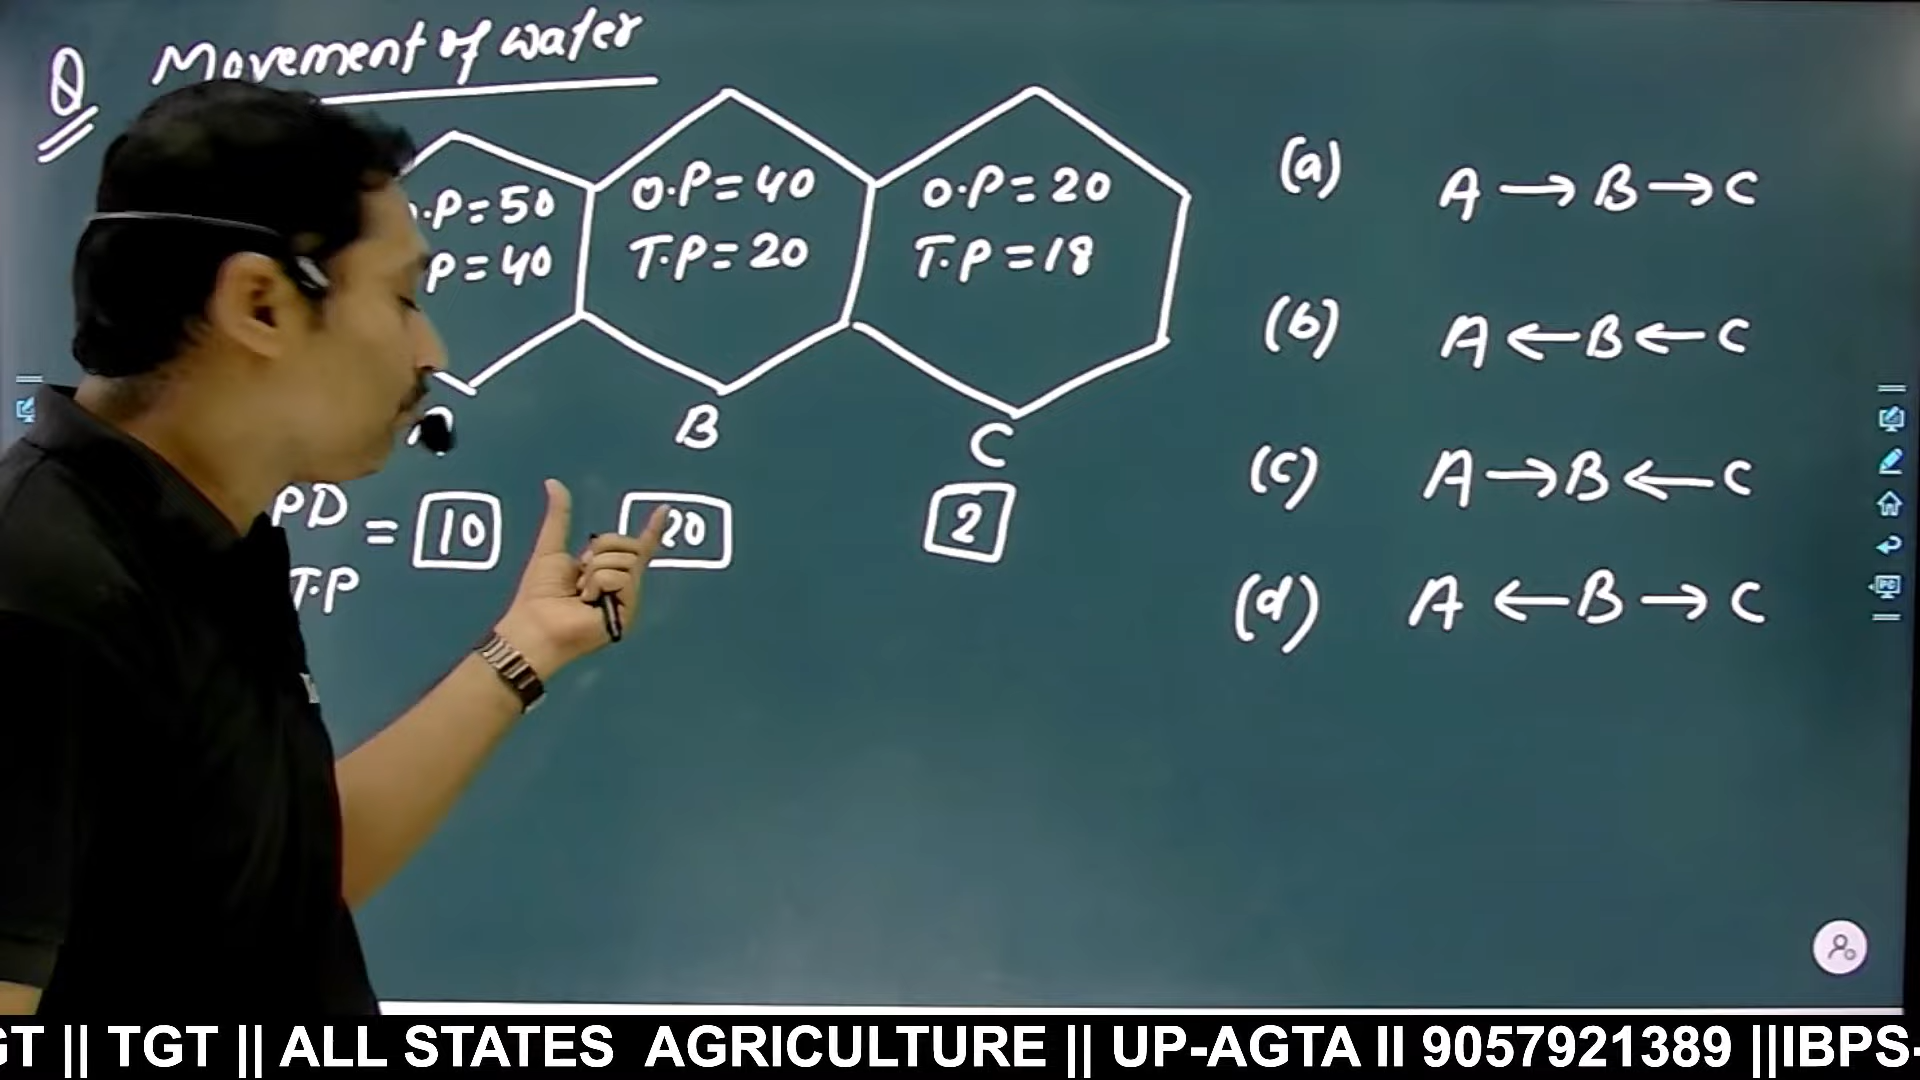 Q Movement of water
.P=50
O.P=40
O.P=20
P=40
T.P=20
T.P=18
B
C
PD = 10 20 2
T.P
(a) A → B → C
(b) A ← B ← C
(c) A → B ← C
(d) A ← B → C
GT || TGT || ALL STATES AGRICULTURE || UP-AGTA II 9057921389 ||IBPS-